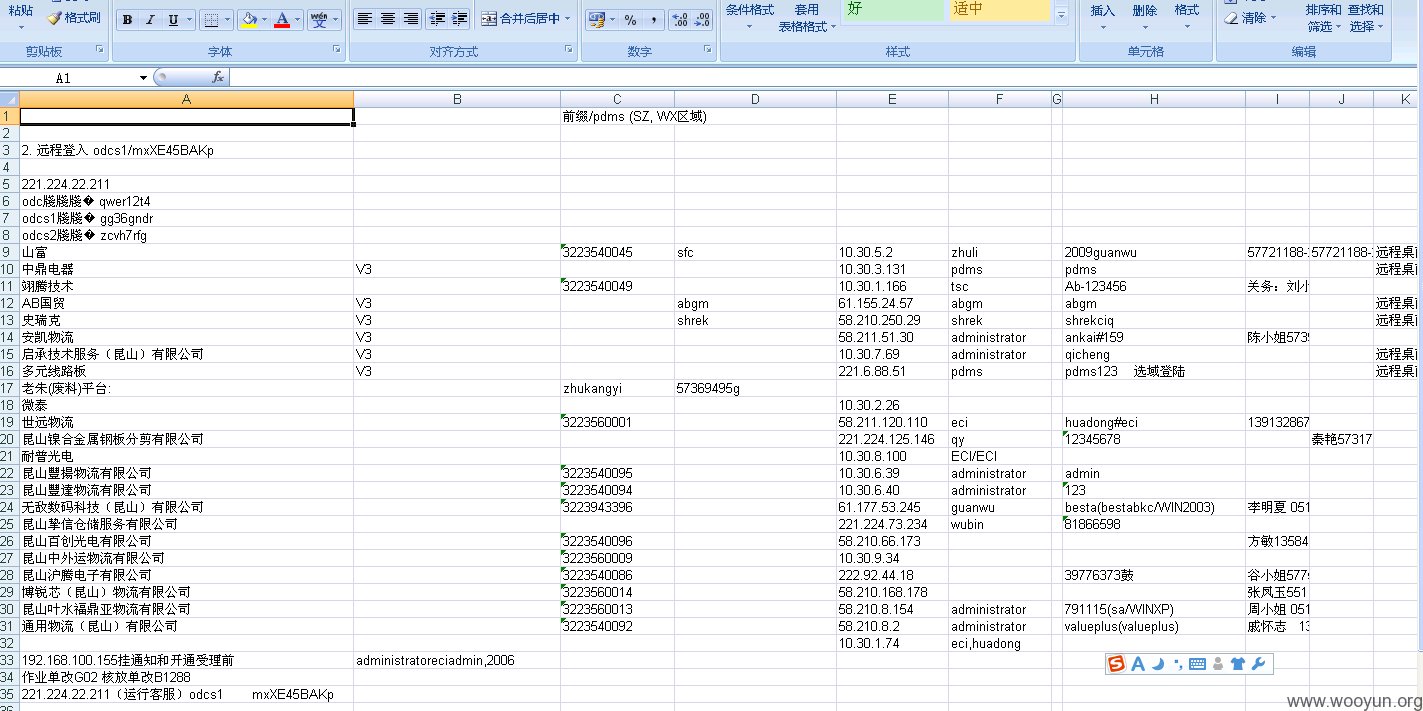 粘贴 格式刷 B I U A wén 文 合并后居中 % , 条件格式 套用 表格格式 好 适中 插入 删除 格式 清除 排序和 筛选 查找和 选择
剪贴板 字体 对齐方式 数字 样式 单元格 编辑
A1 fx
A B C D E F G H I J K
1 前缀/pdms (SZ, WX区域)
2
3 2. 远程登入 odcs1/mxXE45BAKp
4
5 221.224.22.211
6 odc牋牋牋� qwer12t4
7 odcs1牋牋� gg36gndr
8 odcs2牋牋� zcvh7rfg
9 山富 3223540045 sfc 10.30.5.2 zhuli 2009guanwu 57721188- 57721188- 远程桌
10 中鼎电器 V3 10.30.3.131 pdms pdms 远程桌
11 翊腾技术 3223540049 10.30.1.166 tsc Ab-123456 关务：刘小
12 AB国贸 V3 abgm 61.155.24.57 abgm abgm 远程桌
13 史瑞克 V3 shrek 58.210.250.29 shrek shrekciq 远程桌
14 安凯物流 V3 58.211.51.30 administrator ankai#159 陈小姐573
15 启承技术服务（昆山）有限公司 V3 10.30.7.69 administrator qicheng 远程桌
16 多元线路板 V3 221.6.88.51 pdms pdms123 选域登陆 远程桌
17 老朱(废料)平台: zhukangyi 57369495g
18 微泰 10.30.2.26
19 世远物流 3223560001 58.211.120.110 eci huadong#eci 139132867
20 昆山镍合金属钢板分剪有限公司 221.224.125.146 qy 12345678 秦艳57317
21 耐普光电 10.30.8.100 ECI/ECI
22 昆山豐揚物流有限公司 3223540095 10.30.6.39 administrator admin
23 昆山豐達物流有限公司 3223540094 10.30.6.40 administrator 123
24 无敌数码科技（昆山）有限公司 3223943396 61.177.53.245 guanwu besta(bestabkc/WIN2003) 李明夏 051
25 昆山挚信仓储服务有限公司 221.224.73.234 wubin 81866598
26 昆山百创光电有限公司 3223540096 58.210.66.173 方敏13584
27 昆山中外运物流有限公司 3223560009 10.30.9.34
28 昆山沪腾电子有限公司 3223540086 222.92.44.18 39776373鼓 谷小姐577
29 博锐芯（昆山）物流有限公司 3223560014 58.210.168.178 张凤玉551
30 昆山叶水福鼎亚物流有限公司 3223560013 58.210.8.154 administrator 791115(sa/WINXP) 周小姐 051
31 通用物流（昆山）有限公司 3223540092 58.210.8.2 administrator valueplus(valueplus) 戚怀志 13
32 10.30.1.74 eci,huadong
33 192.168.100.155挂通知和开通受理前 administratoreciadmin,2006
34 作业单改G02 核放单改B1288
35 221.224.22.211（运行客服）odcs1 mxXE45BAKp
S A
www.wooyun.org